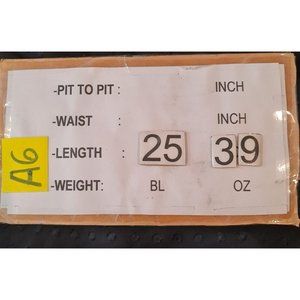 -PIT TO PIT : INCH
-WAIST : INCH
-LENGTH : 25 39
-WEIGHT: BL OZ
A6